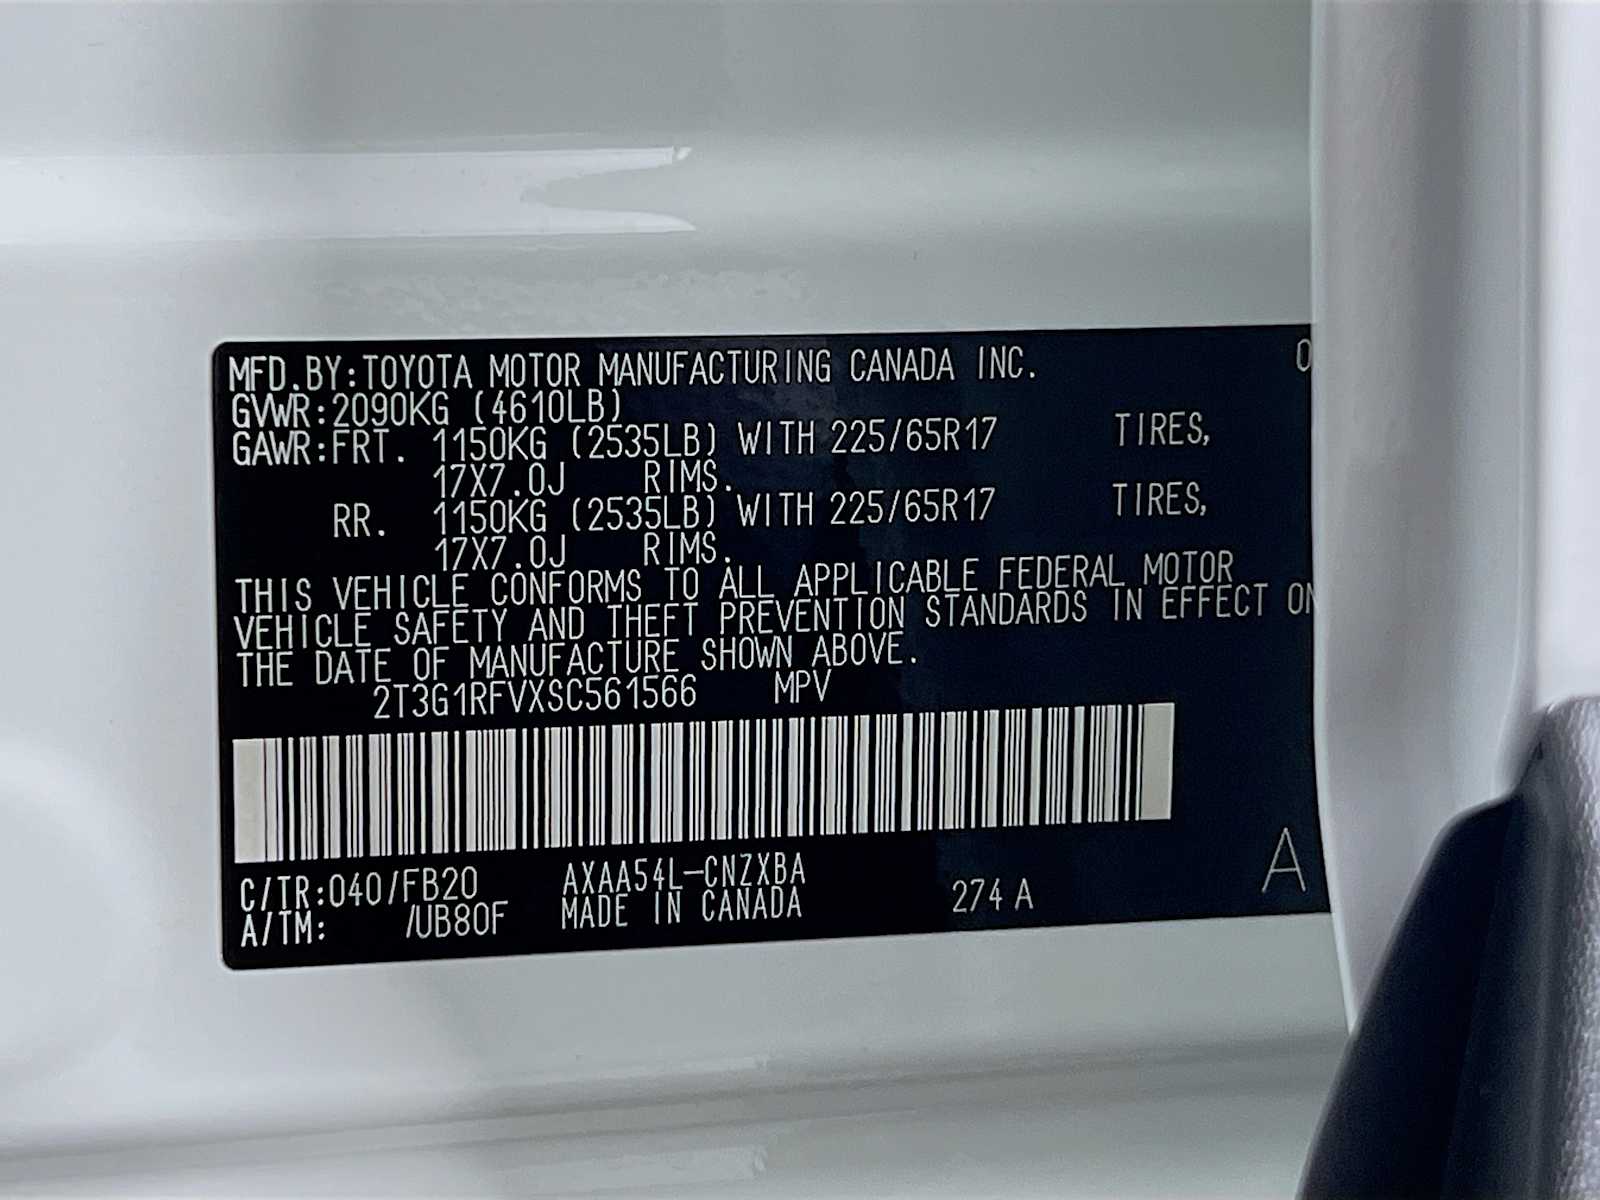 MFD.BY:TOYOTA MOTOR MANUFACTURING CANADA INC. 0
GVWR:2090KG (4610LB)
GAWR:FRT. 1150KG (2535LB) WITH 225/65R17 TIRES,
17X7.0J RIMS.
RR. 1150KG (2535LB) WITH 225/65R17 TIRES,
17X7.0J RIMS.
THIS VEHICLE CONFORMS TO ALL APPLICABLE FEDERAL MOTOR
VEHICLE SAFETY AND THEFT PREVENTION STANDARDS IN EFFECT ON
THE DATE OF MANUFACTURE SHOWN ABOVE.
2T3G1RFVXSC561566 MPV
C/TR:040/FB20 AXAA54L-CNZXBA
A/TM: /UB80F MADE IN CANADA 274 A A